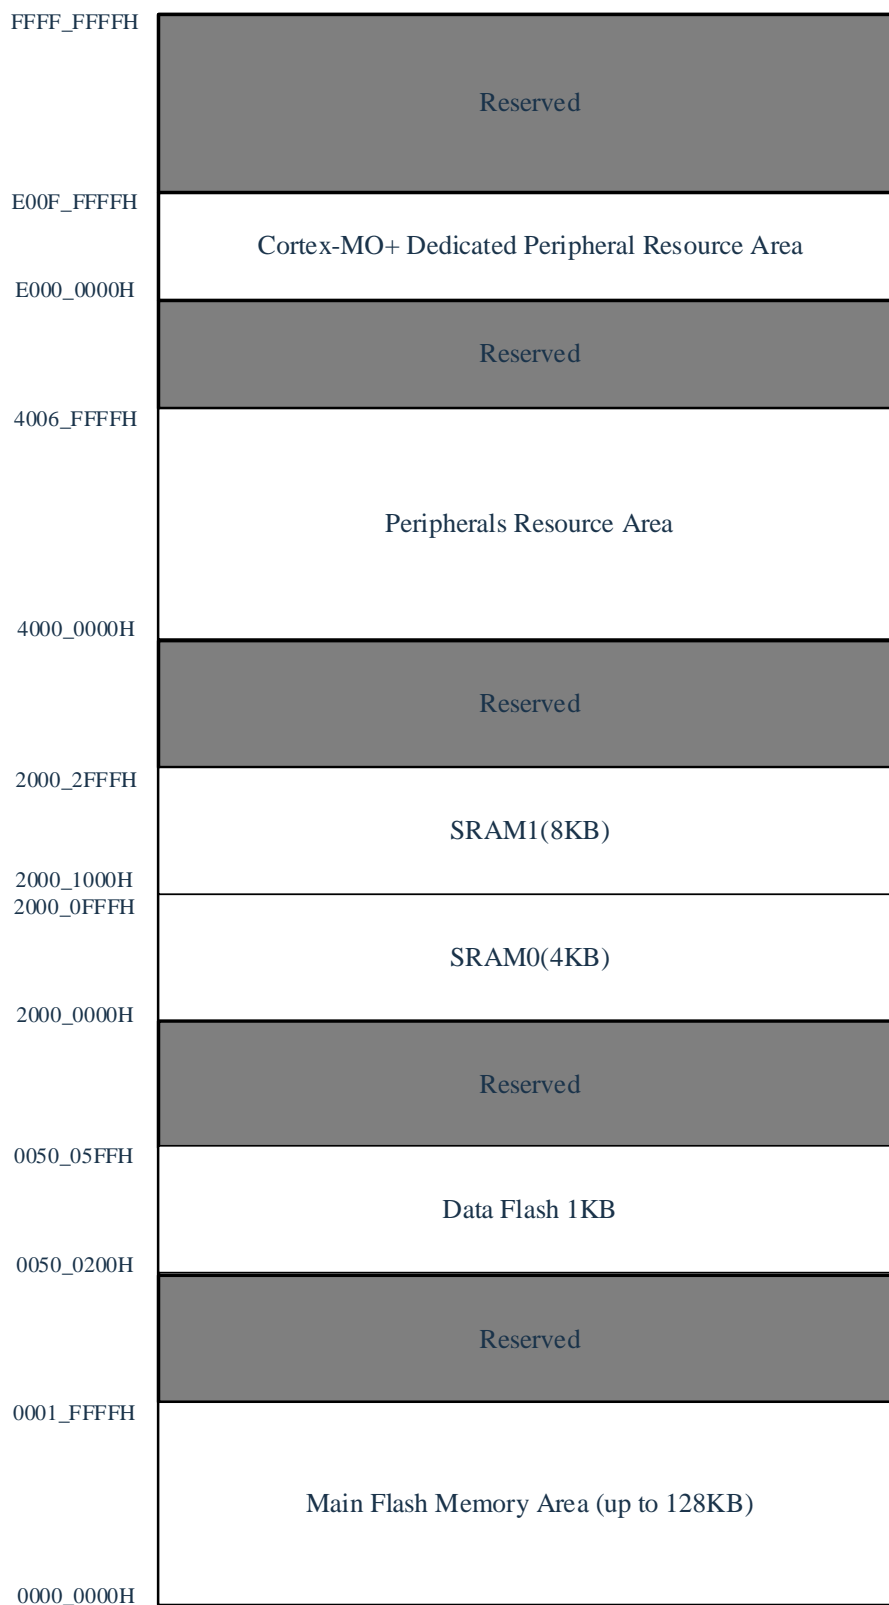 FFFF_FFFFH
Reserved
E00F_FFFFH
Cortex-MO+ Dedicated Peripheral Resource Area
E000_0000H
Reserved
4006_FFFFH
Peripherals Resource Area
4000_0000H
Reserved
2000_2FFFH
SRAM1(8KB)
2000_1000H
2000_0FFFH
SRAM0(4KB)
2000_0000H
Reserved
0050_05FFH
Data Flash 1KB
0050_0200H
Reserved
0001_FFFFH
Main Flash Memory Area (up to 128KB)
0000_0000H